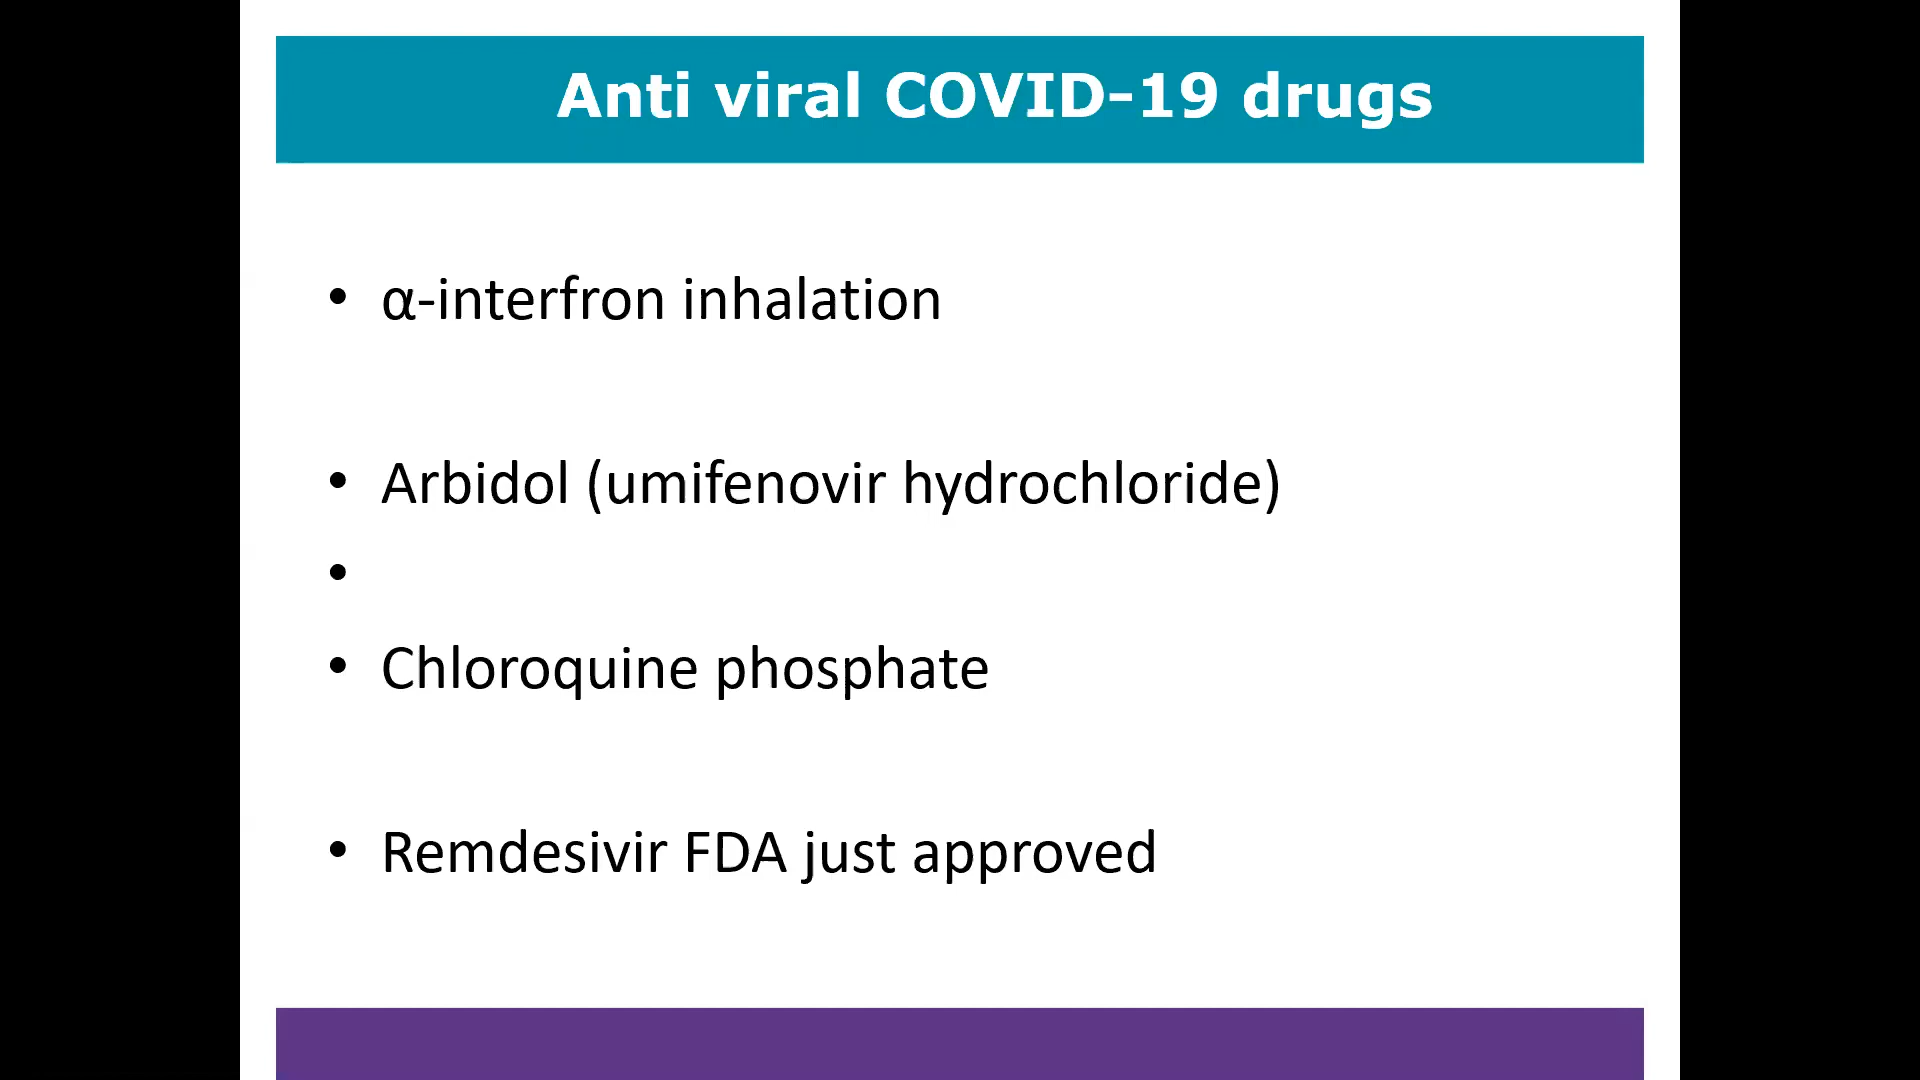 Anti viral COVID-19 drugs
• α-interfron inhalation
• Arbidol (umifenovir hydrochloride)
•
• Chloroquine phosphate
• Remdesivir FDA just approved